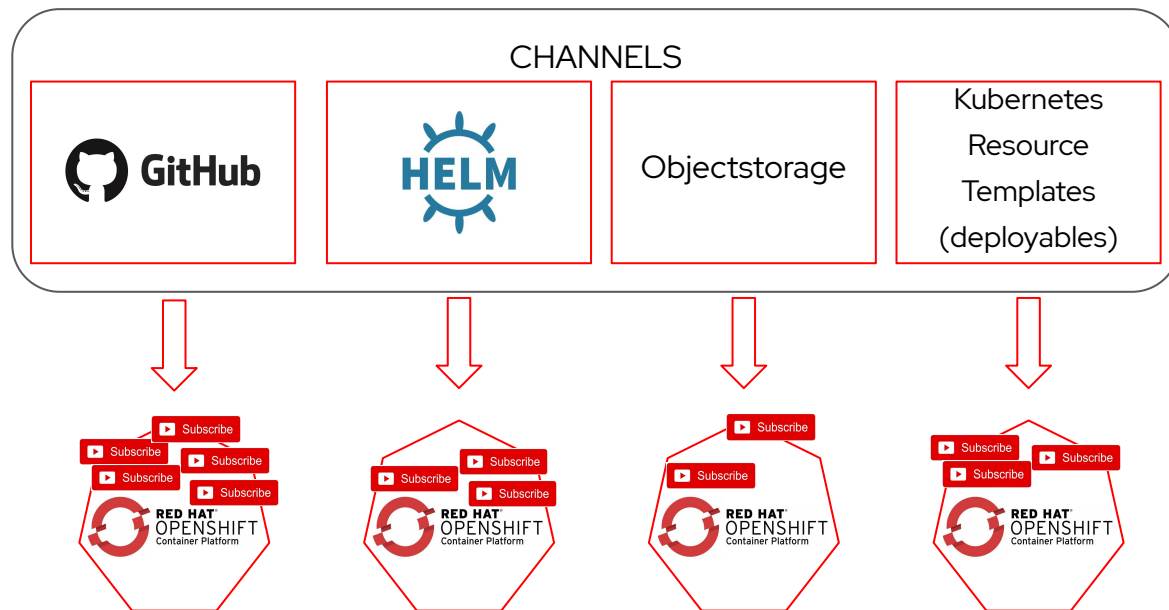 CHANNELS
GitHub
HELM
Objectstorage
Kubernetes
Resource
Templates
(deployables)
Subscribe
Subscribe
Subscribe
Subscribe
Subscribe
RED HAT®
OPENSHIFT
Container Platform
Subscribe
Subscribe
Subscribe
RED HAT®
OPENSHIFT
Container Platform
Subscribe
Subscribe
RED HAT®
OPENSHIFT
Container Platform
Subscribe
Subscribe
Subscribe
RED HAT®
OPENSHIFT
Container Platform